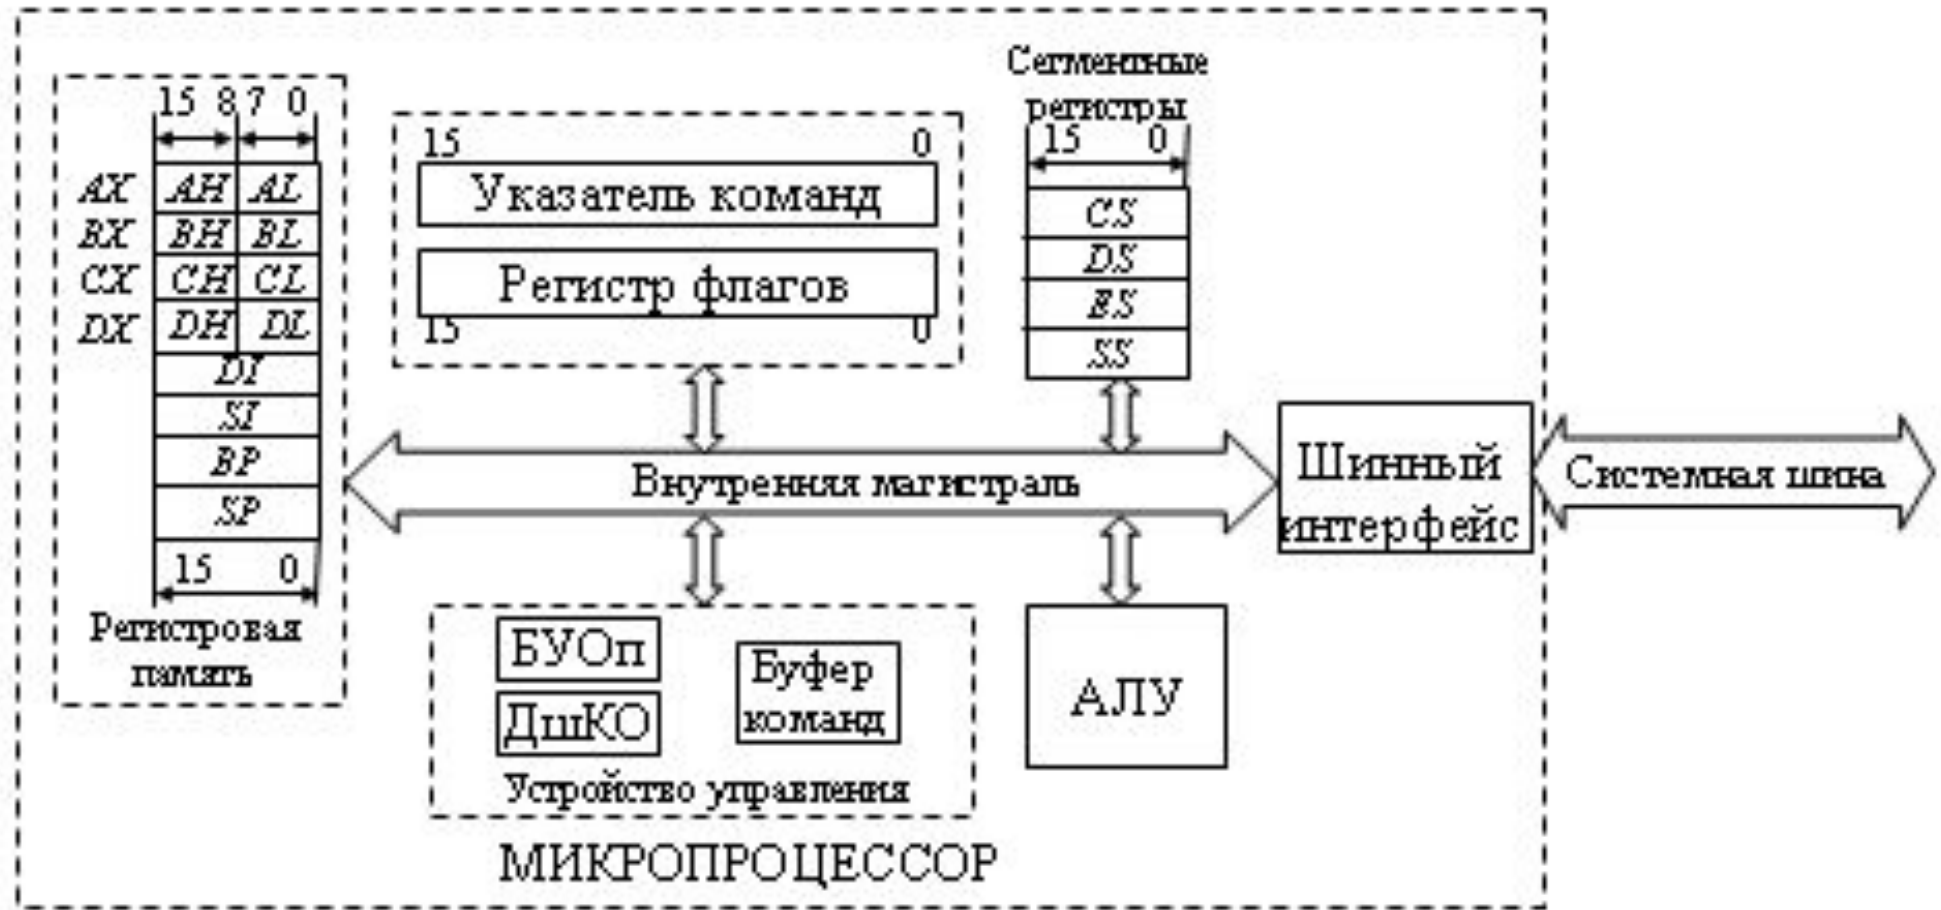 15 8 7 0
AX AH AL
BX BH BL
CX CH CL
DX DH DL
DI
SI
BP
SP
15 0
Регистровая
память
15 0
Указатель команд
Регистр флагов
15 0
Сегментные
регистры
15 0
CS
DS
ES
SS
Внутренняя магистраль
Шинный
интерфейс
Системная шина
БУОп
ДшКО
Буфер
команд
Устройство управления
АЛУ
МИКРОПРОЦЕССОР